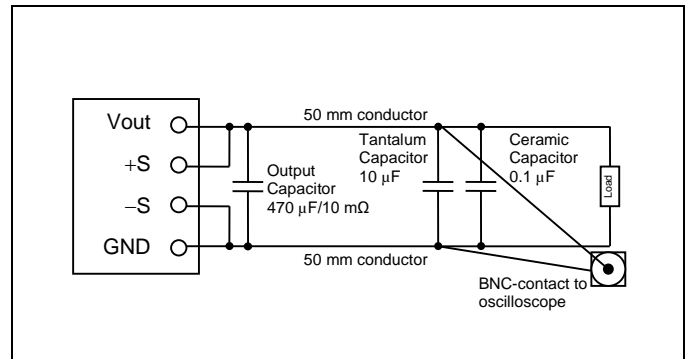 50 mm conductor
Vout
+S
−S
GND
Output
Capacitor
470 μF/10 mΩ
Tantalum
Capacitor
10 μF
Ceramic
Capacitor
0.1 μF
Load
50 mm conductor
BNC-contact to
oscilloscope